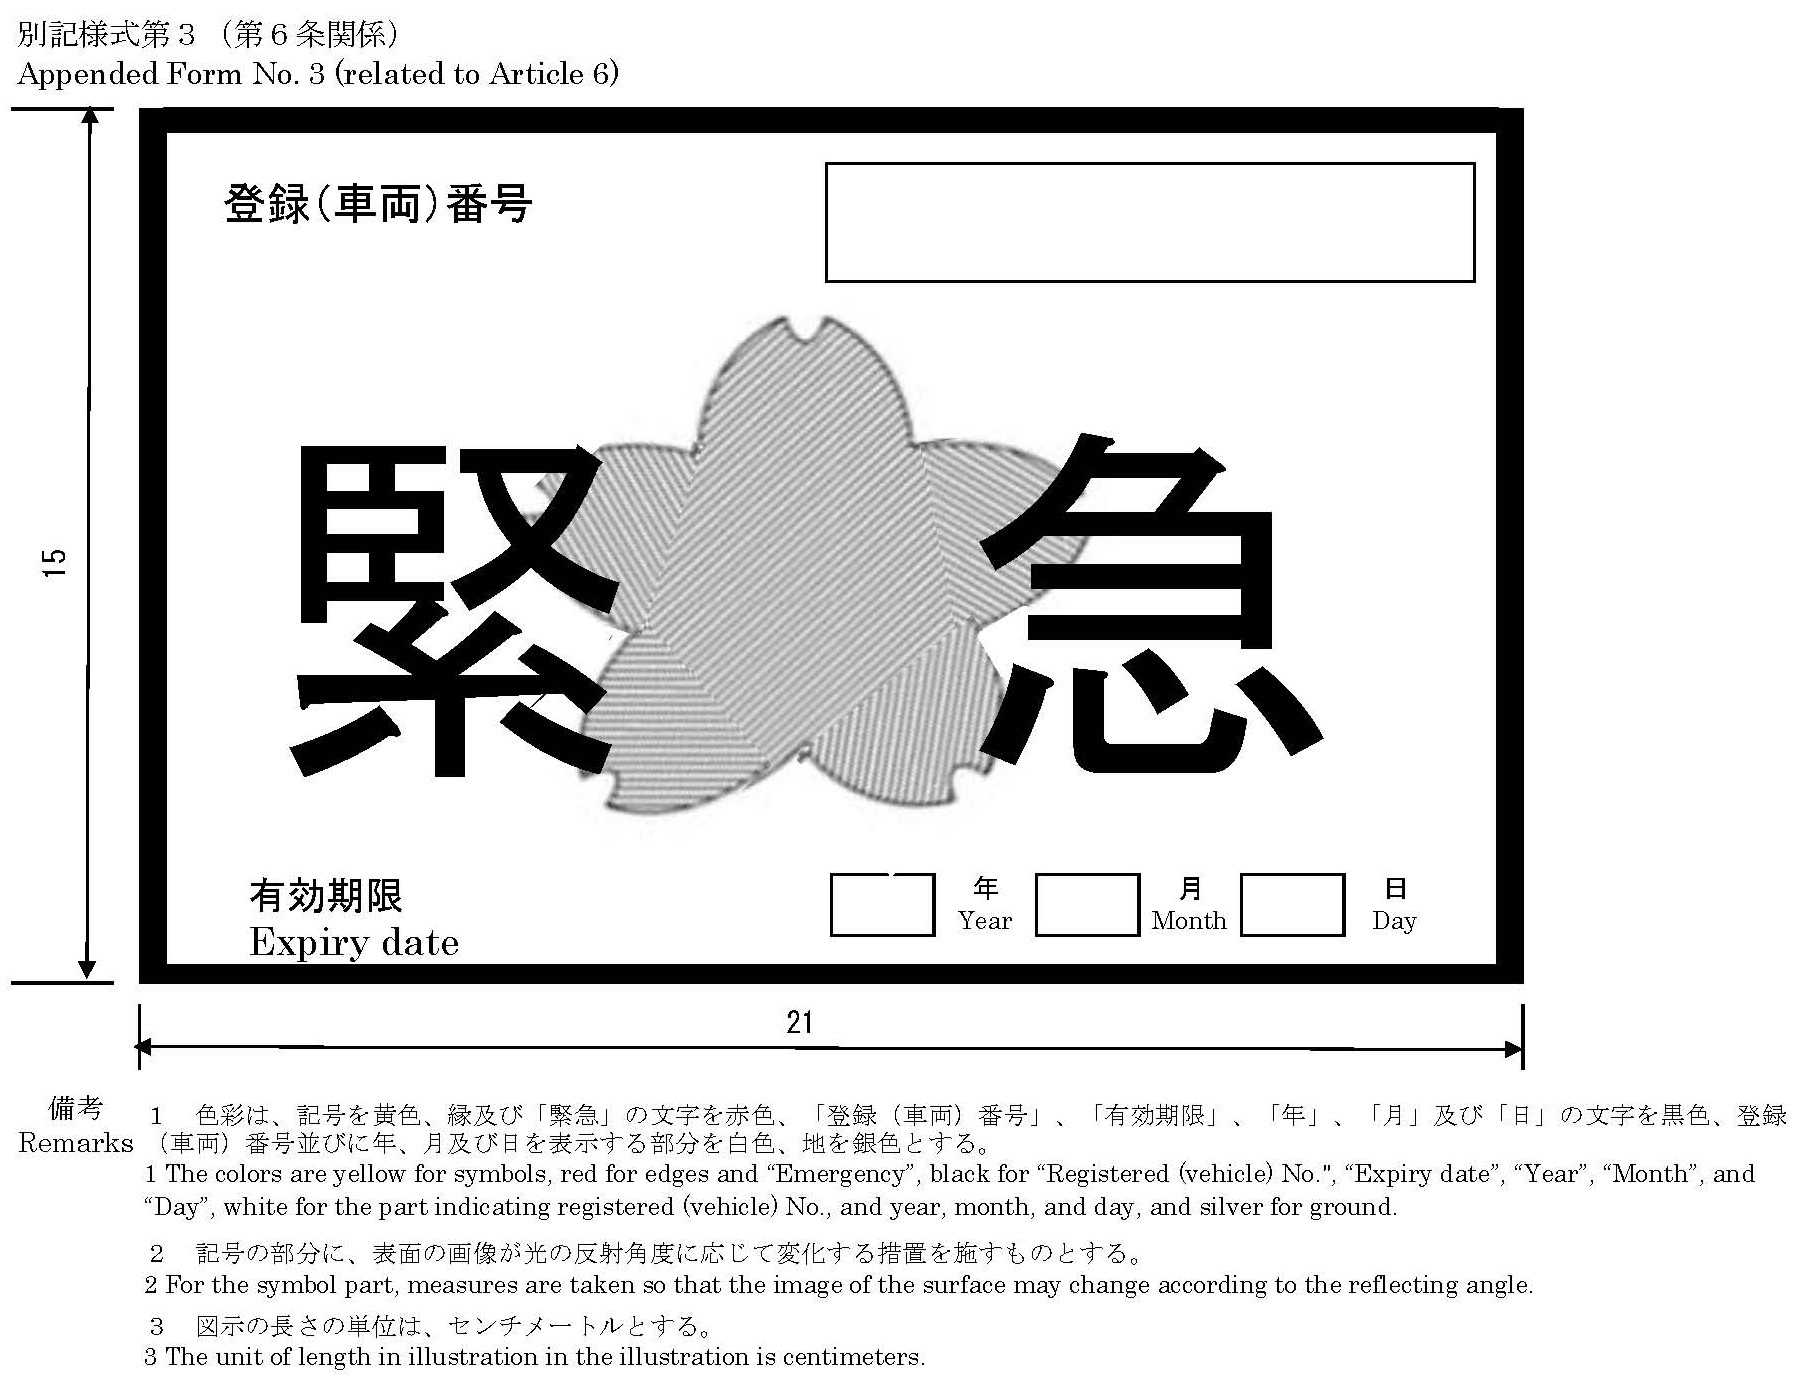 別記様式第３（第６条関係）
Appended Form No. 3 (related to Article 6)
登録（車両）番号
緊急
15
有効期限
Expiry date
年 月 日
Year Month Day
21
備考
Remarks
１　色彩は、記号を黄色、縁及び「緊急」の文字を赤色、「登録（車両）番号」、「有効期限」、「年」、「月」及び「日」の文字を黒色、登録
（車両）番号並びに年、月及び日を表示する部分を白色、地を銀色とする。
1 The colors are yellow for symbols, red for edges and “Emergency”, black for “Registered (vehicle) No.", “Expiry date”, “Year”, “Month”, and
“Day”, white for the part indicating registered (vehicle) No., and year, month, and day, and silver for ground.
２　記号の部分に、表面の画像が光の反射角度に応じて変化する措置を施すものとする。
2 For the symbol part, measures are taken so that the image of the surface may change according to the reflecting angle.
３　図示の長さの単位は、センチメートルとする。
3 The unit of length in illustration in the illustration is centimeters.